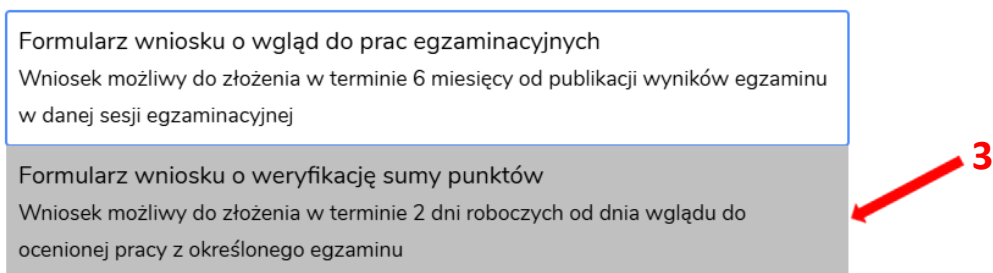 Formularz wniosku o wgląd do prac egzaminacyjnych
Wniosek możliwy do złożenia w terminie 6 miesięcy od publikacji wyników egzaminu
w danej sesji egzaminacyjnej
Formularz wniosku o weryfikację sumy punktów
Wniosek możliwy do złożenia w terminie 2 dni roboczych od dnia wglądu do
ocenionej pracy z określonego egzaminu
3